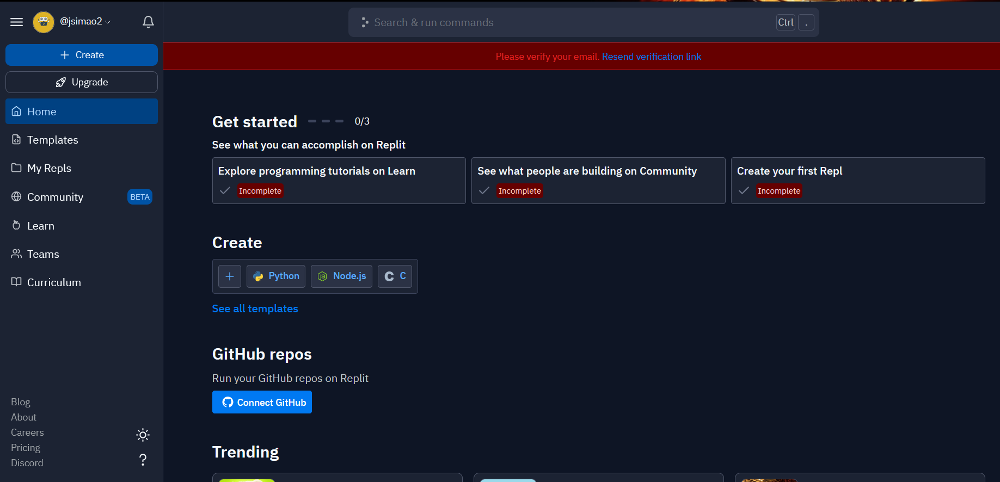 @jsimao2
Create
Upgrade
Home
Templates
My Repls
Community BETA
Learn
Teams
Curriculum
Blog
About
Careers
Pricing
Discord
?
Search & run commands Ctrl .
Please verify your email. Resend verification link
Get started 0/3
See what you can accomplish on Replit
Explore programming tutorials on Learn
Incomplete
See what people are building on Community
Incomplete
Create your first Repl
Incomplete
Create
+ Python JS Node.js C C
See all templates
GitHub repos
Run your GitHub repos on Replit
Connect GitHub
Trending